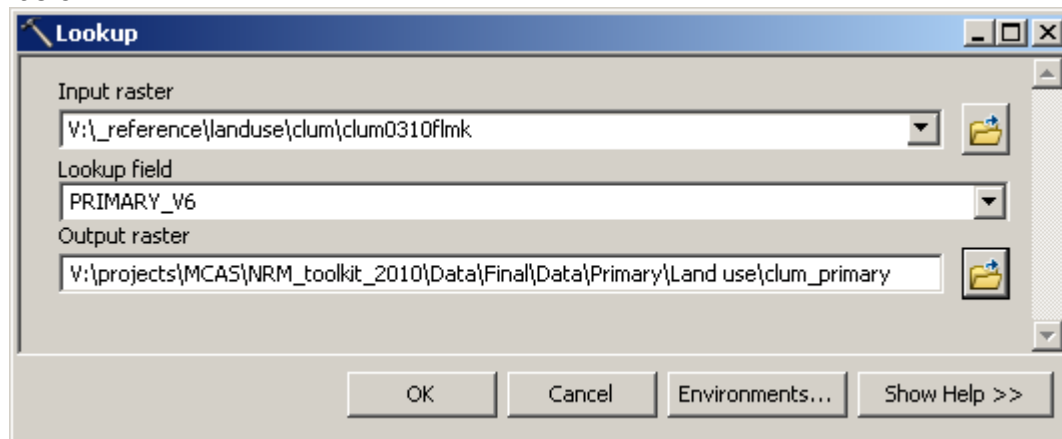 Lookup
Input raster
V:\_reference\landuse\clum\clum0310flmk
Lookup field
PRIMARY_V6
Output raster
V:\projects\MCAS\NRM_toolkit_2010\Data\Final\Data\Primary\Land use\clum_primary
OK Cancel Environments... Show Help >>